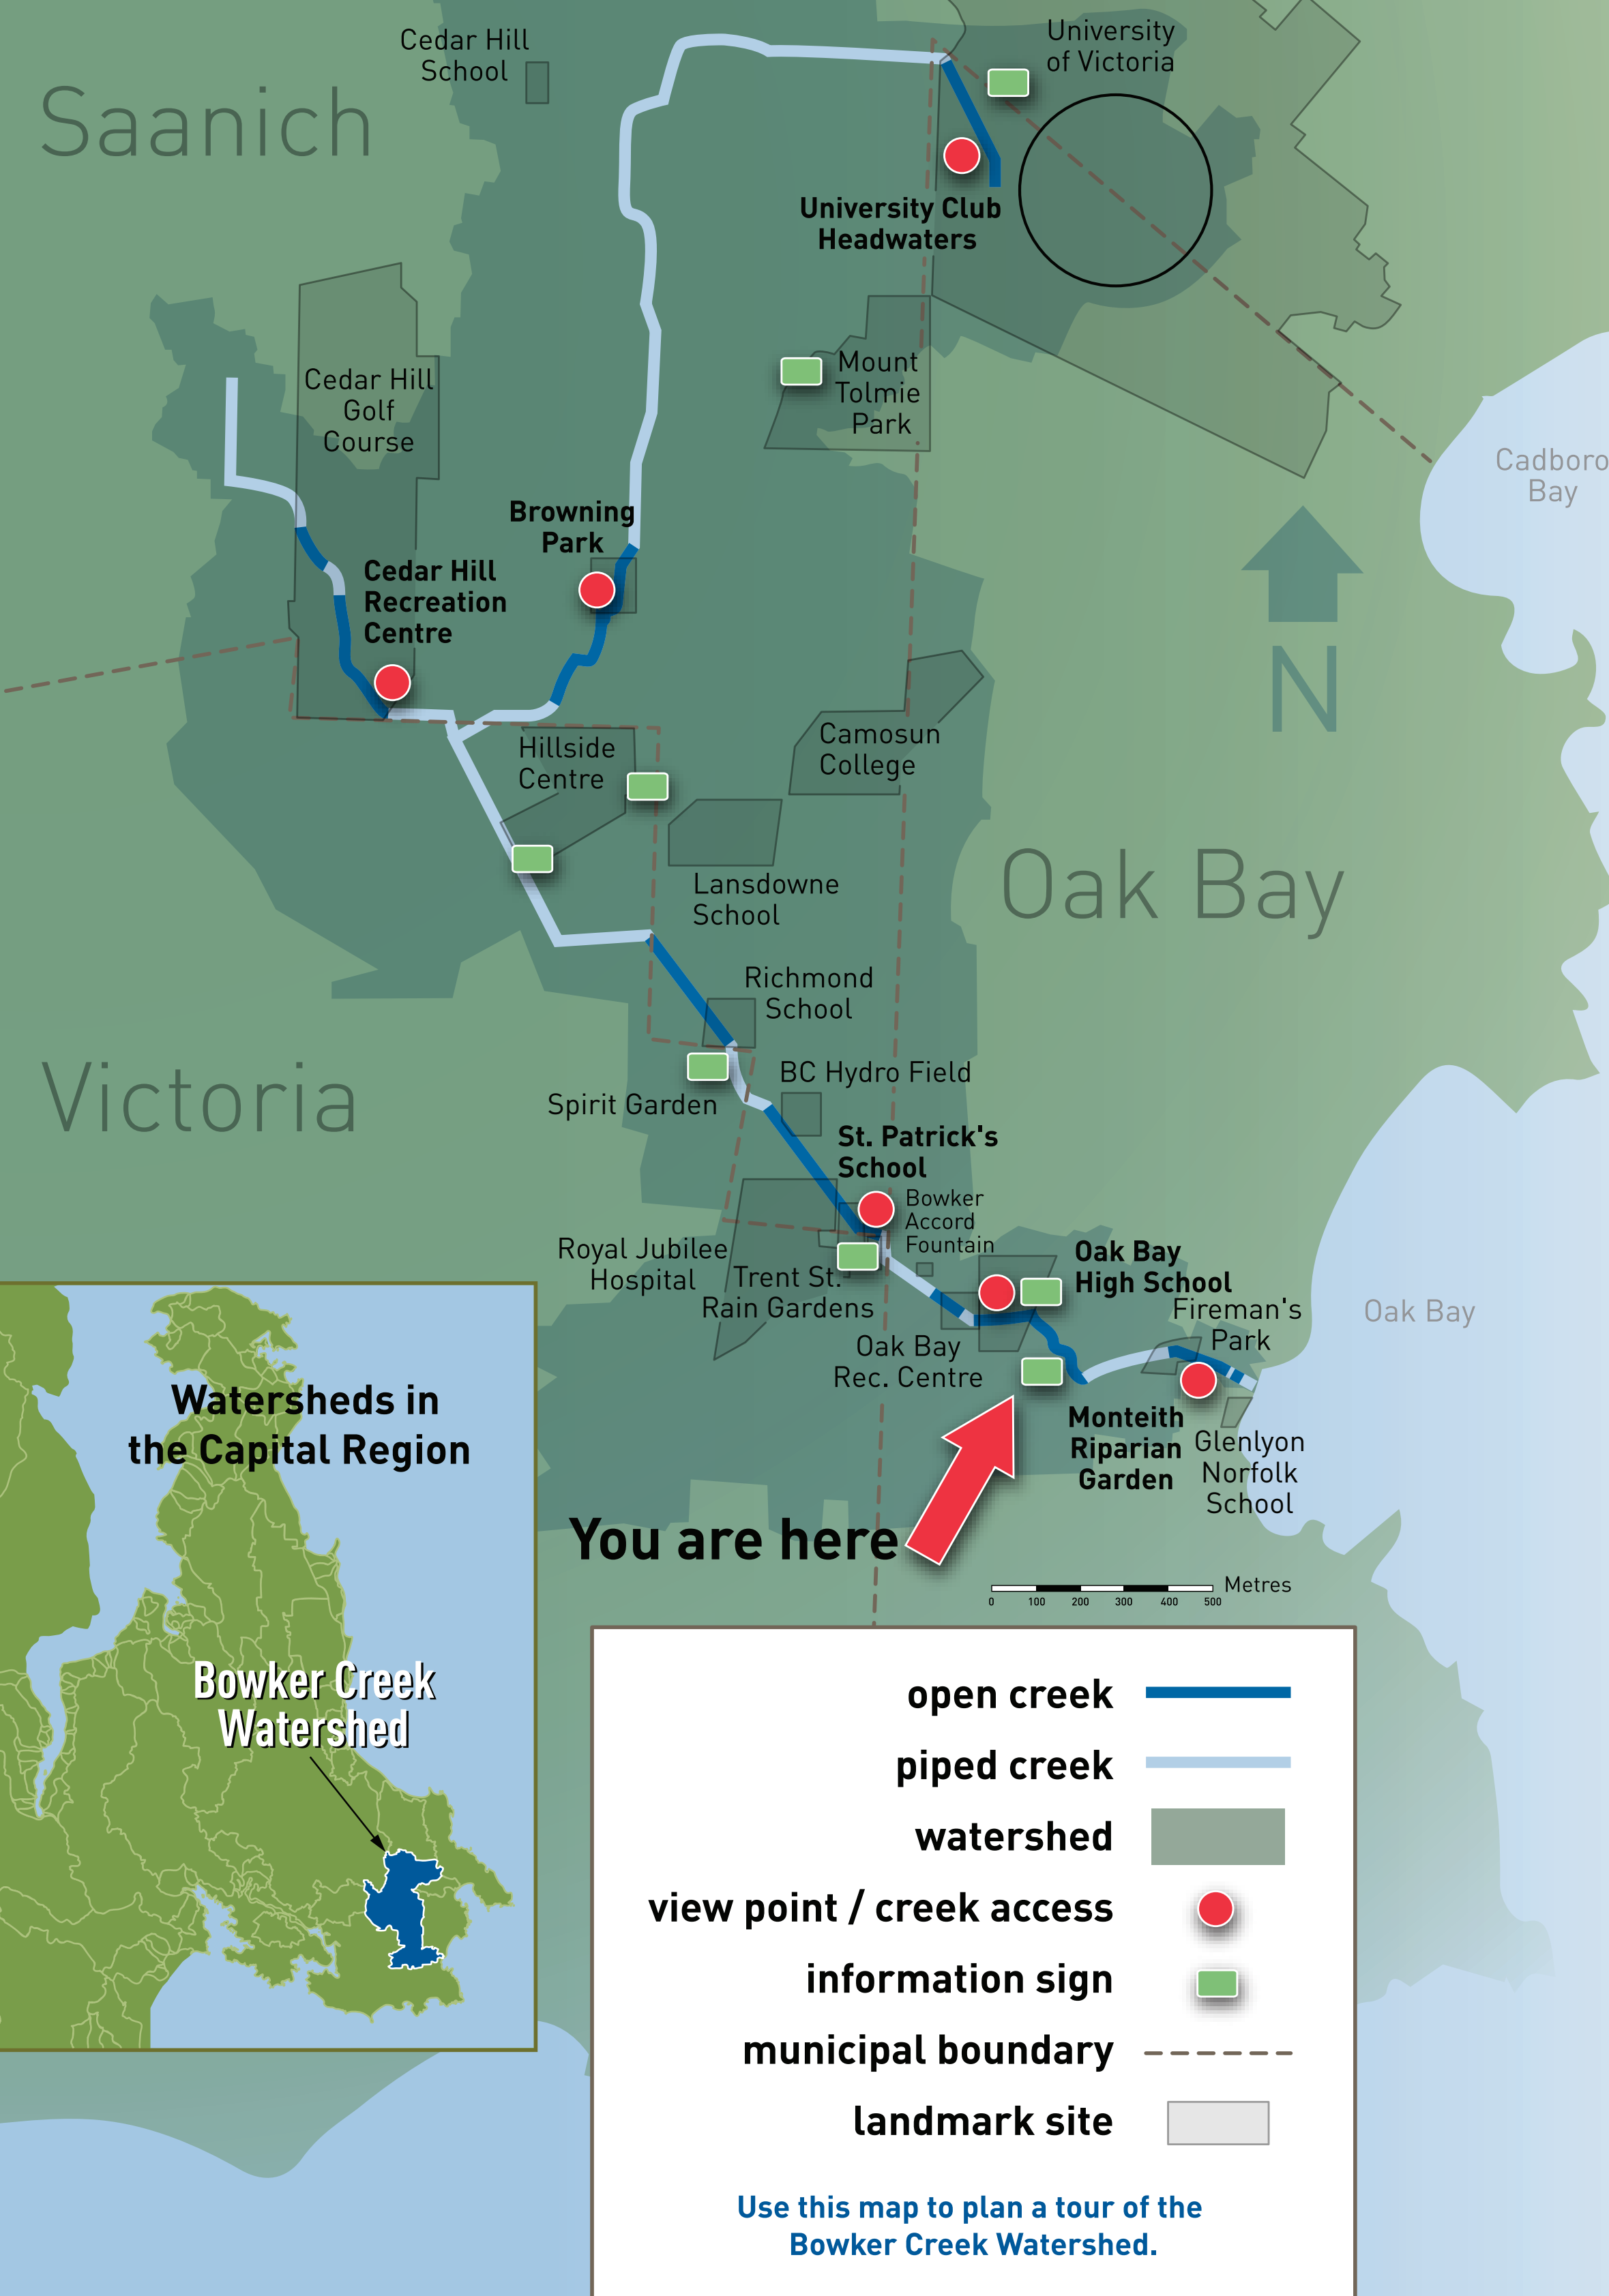 Cedar Hill
School
University
of Victoria
Saanich
University Club
Headwaters
Mount
Tolmie
Park
Cedar Hill
Golf
Course
Cadboro
Bay
Browning
Park
Cedar Hill
Recreation
Centre
N
Hillside
Centre
Camosun
College
Lansdowne
School
Oak Bay
Richmond
School
Victoria
BC Hydro Field
Spirit Garden
St. Patrick's
School
Bowker
Accord
Fountain
Royal Jubilee
Hospital
Trent St.
Rain Gardens
Oak Bay
High School
Fireman's
Park
Oak Bay
Oak Bay
Rec. Centre
Monteith
Riparian
Garden
Glenlyon
Norfolk
School
You are here
Metres
0 100 200 300 400 500
Watersheds in
the Capital Region
Bowker Creek
Watershed
open creek
piped creek
watershed
view point / creek access
information sign
municipal boundary
landmark site
Use this map to plan a tour of the
Bowker Creek Watershed.